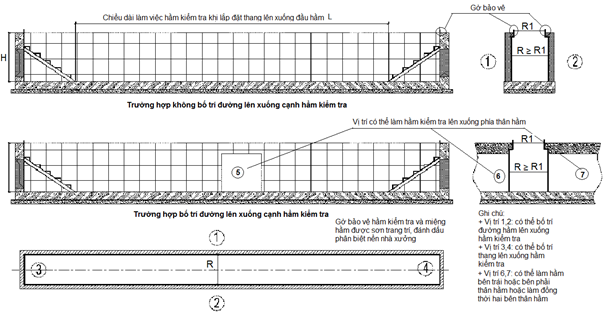 Chiều dài làm việc hầm kiểm tra khi lắp đặt thang lên xuống đầu hầm L
Gờ bảo vệ
H
R1
R ≥ R1
1
2
Trường hợp không bố trí đường lên xuống cạnh hầm kiểm tra
Vị trí có thể làm hầm kiểm tra lên xuống phía thân hầm
R1
5
R ≥ R1
6
7
Trường hợp bố trí đường lên xuống cạnh hầm kiểm tra
Gờ bảo vệ hầm kiểm tra và miệng
hầm được sơn trang trí, đánh dấu
phân biệt nền nhà xưởng
1
3
R
4
2
Ghi chú:
+ Vị trí 1,2: có thể bố trí
đường hầm lên xuống
hầm kiểm tra
+ Vị trí 3,4: có thể bố trí
thang lên xuống hầm
kiểm tra
+ Vị trí 6,7: có thể làm hầm
bên trái hoặc bên phải
thân hầm hoặc làm đồng
thời hai bên thân hầm